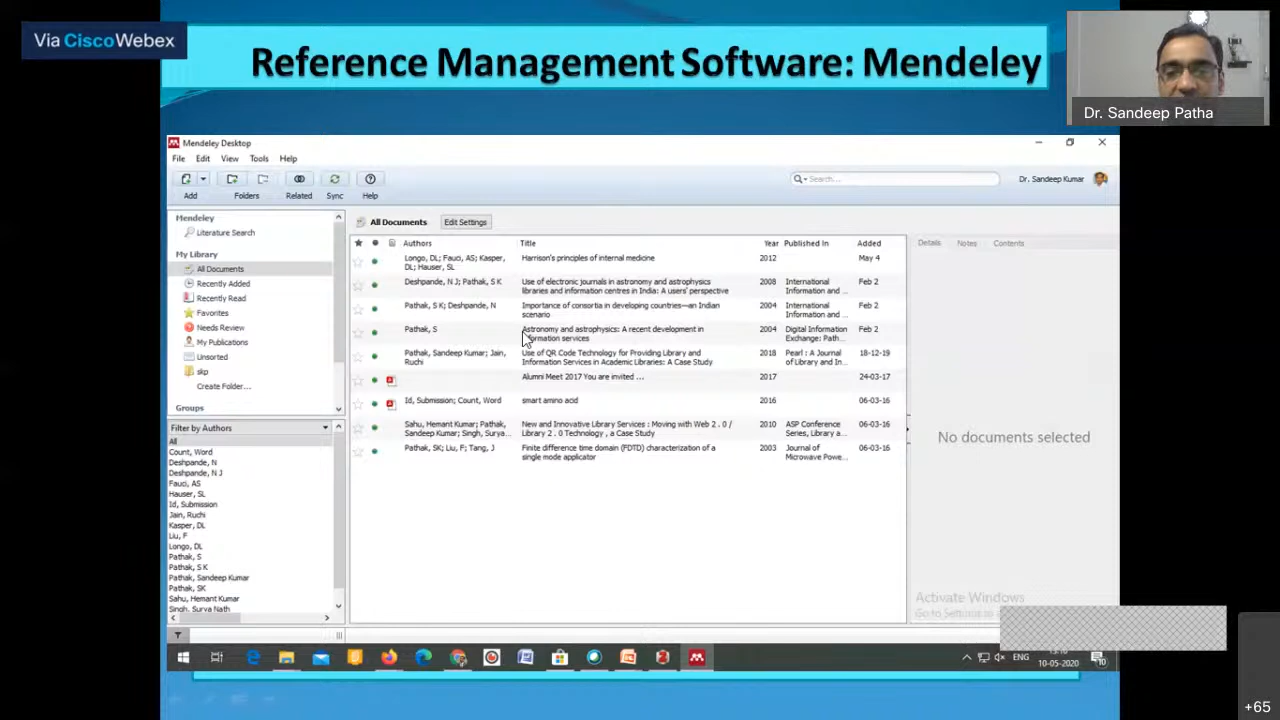 Via CiscoWebex
Reference Management Software: Mendeley
Dr. Sandeep Patha
Mendeley Desktop
File Edit View Tools Help
Add Folders Related Sync Help
Search...
Dr. Sandeep Kumar
Mendeley
Literature Search
My Library
All Documents
Recently Added
Recently Read
Favorites
Needs Review
My Publications
Unsorted
skp
Create Folder...
Groups
Filter by Authors
All
Count, Word
Deshpande, N
Deshpande, N J
Fauci, AS
Hauser, SL
Id, Submission
Jain, Ruchi
Kasper, DL
Liu, F
Longo, DL
Pathak, S
Pathak, S K
Pathak, Sandeep Kumar
Pathak, SK
Sahu, Hemant Kumar
Singh, Surya Nath
All Documents Edit Settings
Authors Title Year Published In Added
Longo, DL; Fauci, AS; Kasper, Harrison's principles of internal medicine 2012 May 4
DL; Hauser, SL
Deshpande, N J; Pathak, S K Use of electronic journals in astronomy and astrophysics 2008 International Feb 2
libraries and information centres in India: A users' perspective Information and ...
Pathak, S K; Deshpande, N Importance of consortia in developing countries—an Indian 2004 International Feb 2
scenario Information and ...
Pathak, S Astronomy and astrophysics: A recent development in 2004 Digital Information Feb 2
information services Exchange: Path...
Pathak, Sandeep Kumar; Jain, Use of QR Code Technology for Providing Library and 2018 Pearl : A Journal 18-12-19
Ruchi Information Services in Academic Libraries: A Case Study of Library and In...
Alumni Meet 2017 You are invited ... 2017 24-03-17
Id, Submission; Count, Word smart amino acid 2016 06-03-16
Sahu, Hemant Kumar; Pathak, New and Innovative Library Services : Moving with Web 2 . 0 / 2010 ASP Conference 06-03-16
Sandeep Kumar; Singh, Surya... Library 2 . 0 Technology , a Case Study Series, Library a...
Pathak, SK; Liu, F; Tang, J Finite difference time domain (FDTD) characterization of a 2003 Journal of 06-03-16
single mode applicator Microwave Powe...
Details Notes Contents
No documents selected
Activate Windows
Go to Settings to
ENG
10-05-2020
10
+65